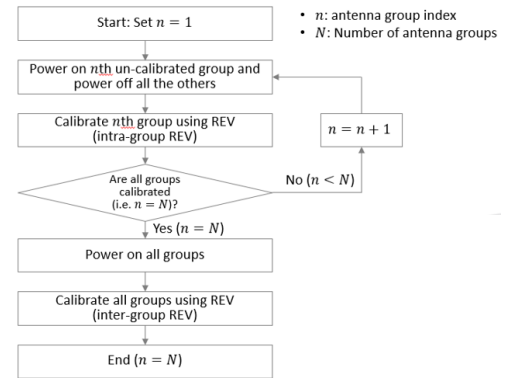 Start: Set n = 1
• n: antenna group index
• N: Number of antenna groups
Power on nth un-calibrated group and
power off all the others
Calibrate nth group using REV
(intra-group REV)
n = n + 1
Are all groups
calibrated
(i.e. n = N)?
No (n < N)
Yes (n = N)
Power on all groups
Calibrate all groups using REV
(inter-group REV)
End (n = N)